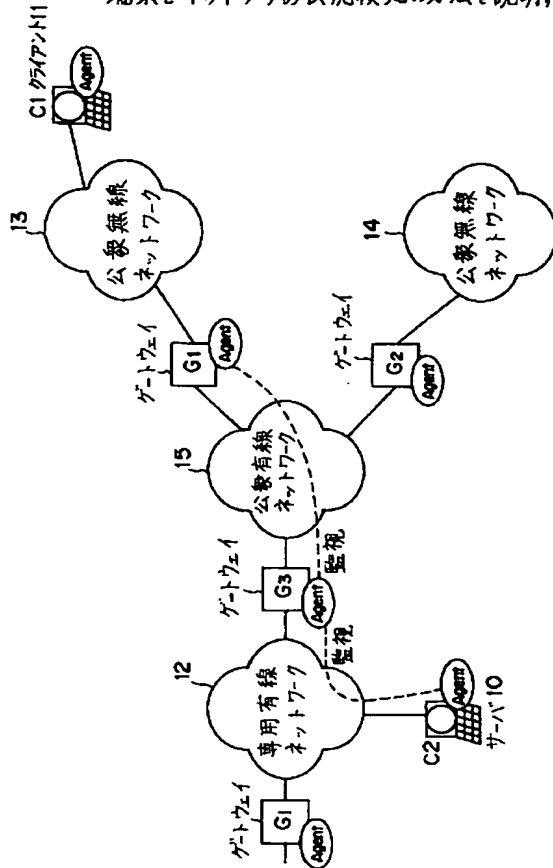 ゲートウェイ
G1
Agent
12
専用有線
ネットワーク
C2
Agent
サーバ10
ゲートウェイ
G3
Agent
監視
監視
15
公衆有線
ネットワーク
ゲートウェイ
G1
Agent
ゲートウェイ
G2
Agent
13
公衆無線
ネットワーク
14
公衆無線
ネットワーク
C1 クライアント11
Agent